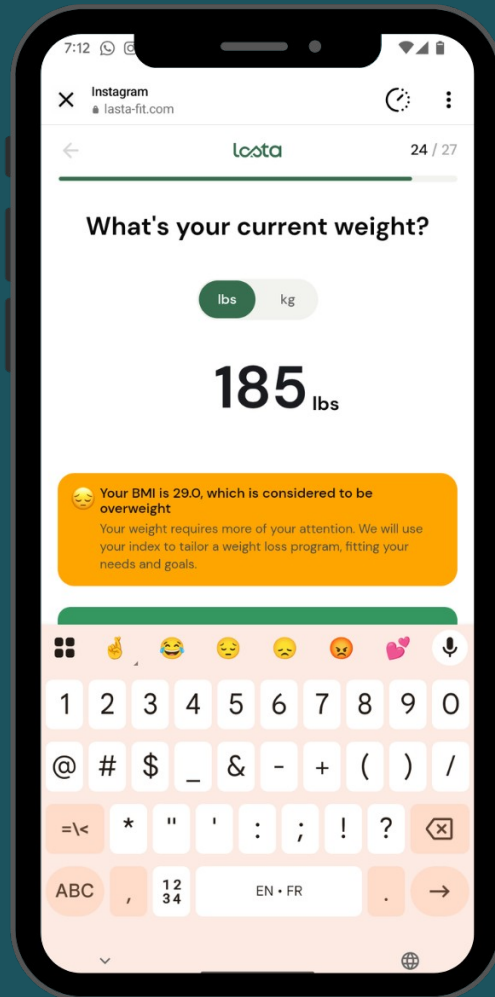 7:12
Instagram
lasta-fit.com
lasta
24 / 27
What's your current weight?
lbs kg
185 lbs
Your BMI is 29.0, which is considered to be
overweight
Your weight requires more of your attention. We will use
your index to tailor a weight loss program, fitting your
needs and goals.
1 2 3 4 5 6 7 8 9 0
@ # $ _ & - + ( ) /
=\< * " ' : ; ! ?
ABC , 12 34 EN • FR .